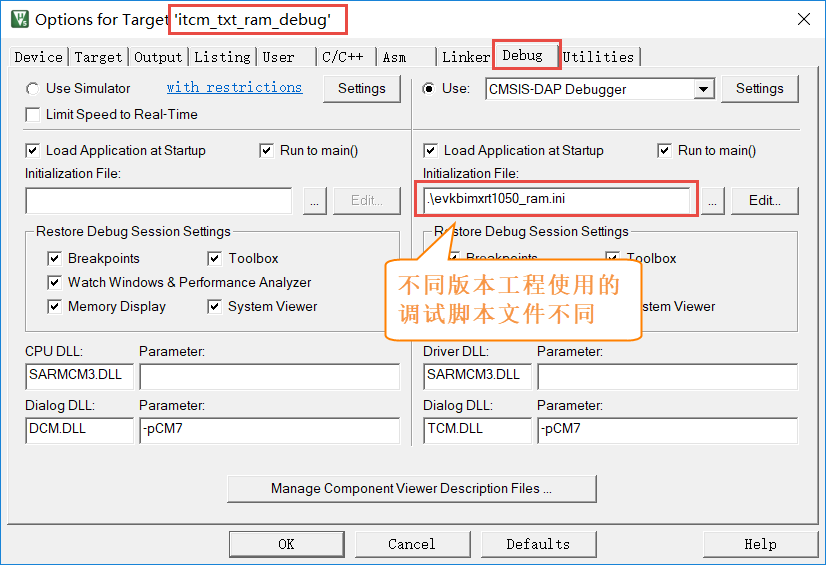 Options for Target 'itcm_txt_ram_debug'
Device Target Output Listing User C/C++ Asm Linker Debug Utilities
Use Simulator with restrictions Settings
Limit Speed to Real-Time
Use: CMSIS-DAP Debugger Settings
Load Application at Startup Run to main()
Initialization File:
... Edit...
Load Application at Startup Run to main()
Initialization File:
.\evkbimxrt1050_ram.ini ... Edit...
Restore Debug Session Settings
Breakpoints Toolbox
Watch Windows & Performance Analyzer
Memory Display System Viewer
Restore Debug Session Settings
Breakpoints Toolbox
不同版本工程使用的
调试脚本文件不同
stem Viewer
CPU DLL: Parameter:
SARMCM3.DLL
Dialog DLL: Parameter:
DCM.DLL -pCM7
Driver DLL: Parameter:
SARMCM3.DLL
Dialog DLL: Parameter:
TCM.DLL -pCM7
Manage Component Viewer Description Files ...
OK Cancel Defaults Help